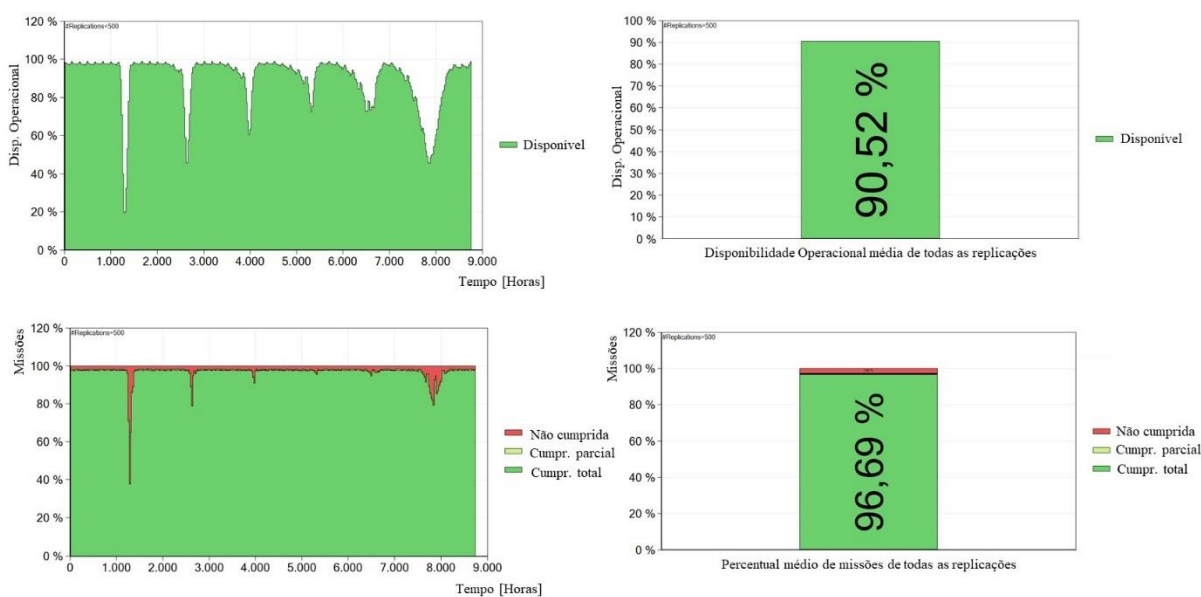 #Replications=500
Disp. Operacional
120 %
100 %
80 %
60 %
40 %
20 %
0 %
0 1.000 2.000 3.000 4.000 5.000 6.000 7.000 8.000 9.000
Tempo [Horas]
Disponivel
#Replications=500
Disp. Operacional
100 %
90 %
80 %
70 %
60 %
50 %
40 %
30 %
20 %
10 %
0 %
90,52 %
Disponibilidade Operacional média de todas as replicações
Disponivel
#Replications=500
Missões
120 %
100 %
80 %
60 %
40 %
20 %
0 %
0 1.000 2.000 3.000 4.000 5.000 6.000 7.000 8.000 9.000
Tempo [Horas]
Não cumprida
Cumpr. parcial
Cumpr. total
#Replications=500
Missões
120 %
100 %
80 %
60 %
40 %
20 %
0 %
96,69 %
Percentual médio de missões de todas as replicações
Não cumprida
Cumpr. parcial
Cumpr. total